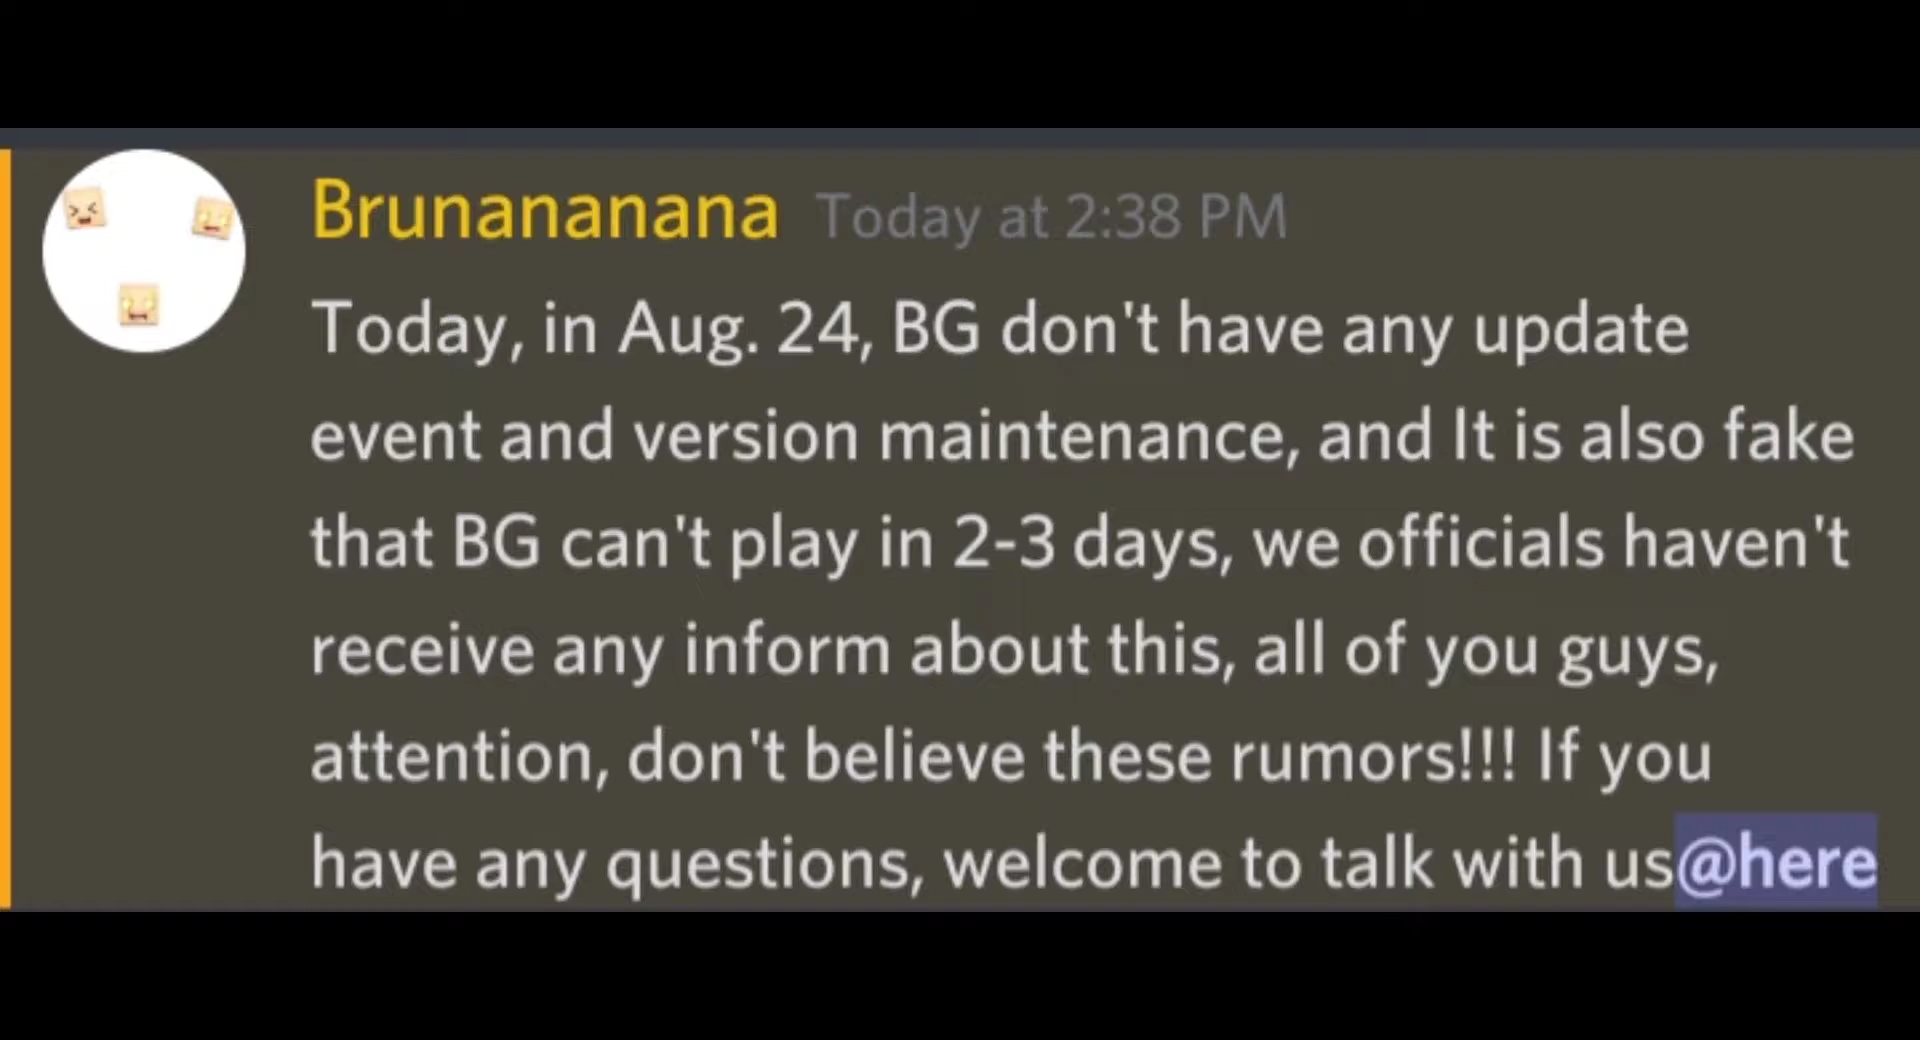 Brunananana Today at 2:38 PM
Today, in Aug. 24, BG don't have any update
event and version maintenance, and It is also fake
that BG can't play in 2-3 days, we officials haven't
receive any inform about this, all of you guys,
attention, don't believe these rumors!!! If you
have any questions, welcome to talk with us@here